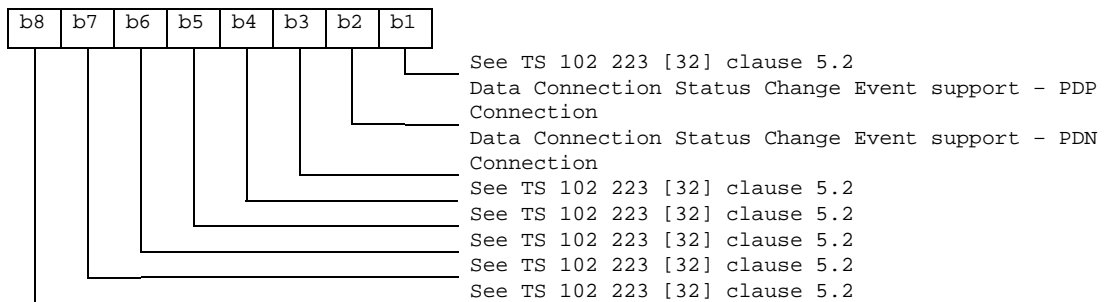 b8 b7 b6 b5 b4 b3 b2 b1
See TS 102 223 [32] clause 5.2
Data Connection Status Change Event support – PDP
Connection
Data Connection Status Change Event support – PDN
Connection
See TS 102 223 [32] clause 5.2
See TS 102 223 [32] clause 5.2
See TS 102 223 [32] clause 5.2
See TS 102 223 [32] clause 5.2
See TS 102 223 [32] clause 5.2